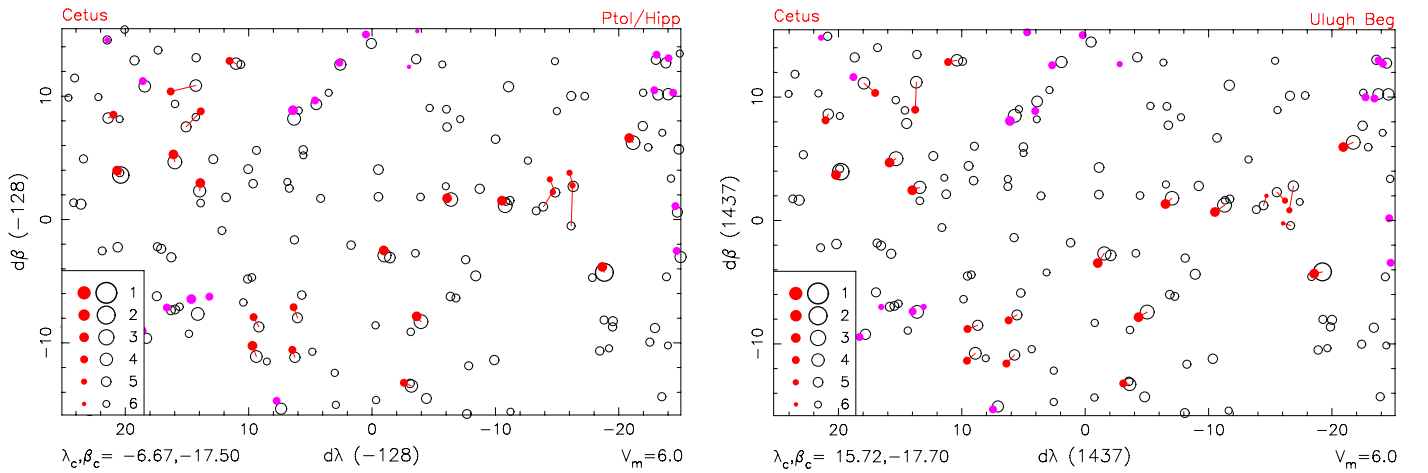 Cetus
Ptol/Hipp
dβ (−128)
10
0
−10
1
2
3
4
5
6
20
10
0
−10
−20
λc,βc= −6.67,−17.50
dλ (−128)
Vm=6.0
Cetus
Ulugh Beg
dβ (1437)
10
0
−10
1
2
3
4
5
6
20
10
0
−10
−20
λc,βc= 15.72,−17.70
dλ (1437)
Vm=6.0